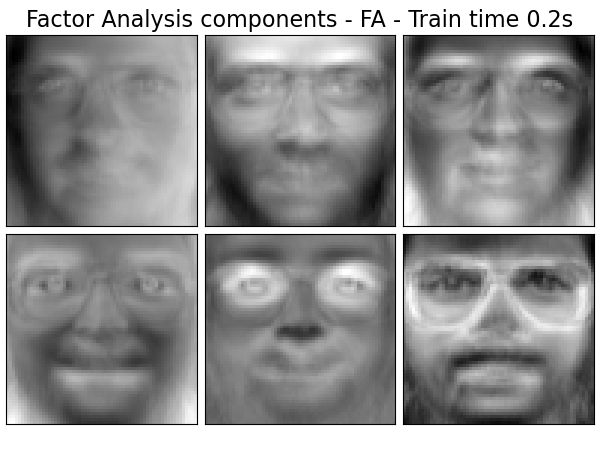 Factor Analysis components - FA - Train time 0.2s